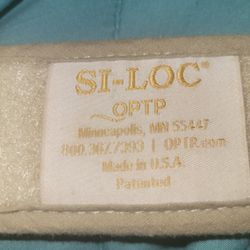 SI-LOC®
OPTP
Minneapolis, MN 55447
800.367.7393 | OPTP.com
Made in U.S.A.
Patented